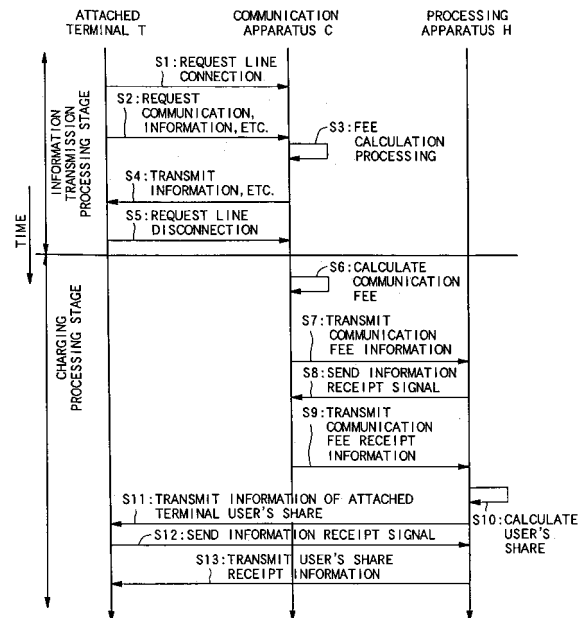 ATTACHED
TERMINAL T
COMMUNICATION
APPARATUS C
PROCESSING
APPARATUS H
S1:REQUEST LINE
CONNECTION
S2:REQUEST
COMMUNICATION,
INFORMATION,ETC.
S3:FEE
CALCULATION
PROCESSING
S4:TRANSMIT
INFORMATION,ETC.
S5:REQUEST LINE
DISCONNECTION
INFORMATION
TRANSMISSION
PROCESSING STAGE
TIME
S6:CALCULATE
COMMUNICATION
FEE
S7:TRANSMIT
COMMUNICATION
FEE INFORMATION
S8:SEND INFORMATION
RECEIPT SIGNAL
S9:TRANSMIT
COMMUNICATION
FEE RECEIPT
INFORMATION
CHARGING
PROCESSING STAGE
S10:CALCULATE
USER'S
SHARE
S11:TRANSMIT INFORMATION OF ATTACHED
TERMINAL USER'S SHARE
S12:SEND INFORMATION RECEIPT SIGNAL
S13:TRANSMIT USER'S SHARE
RECEIPT INFORMATION